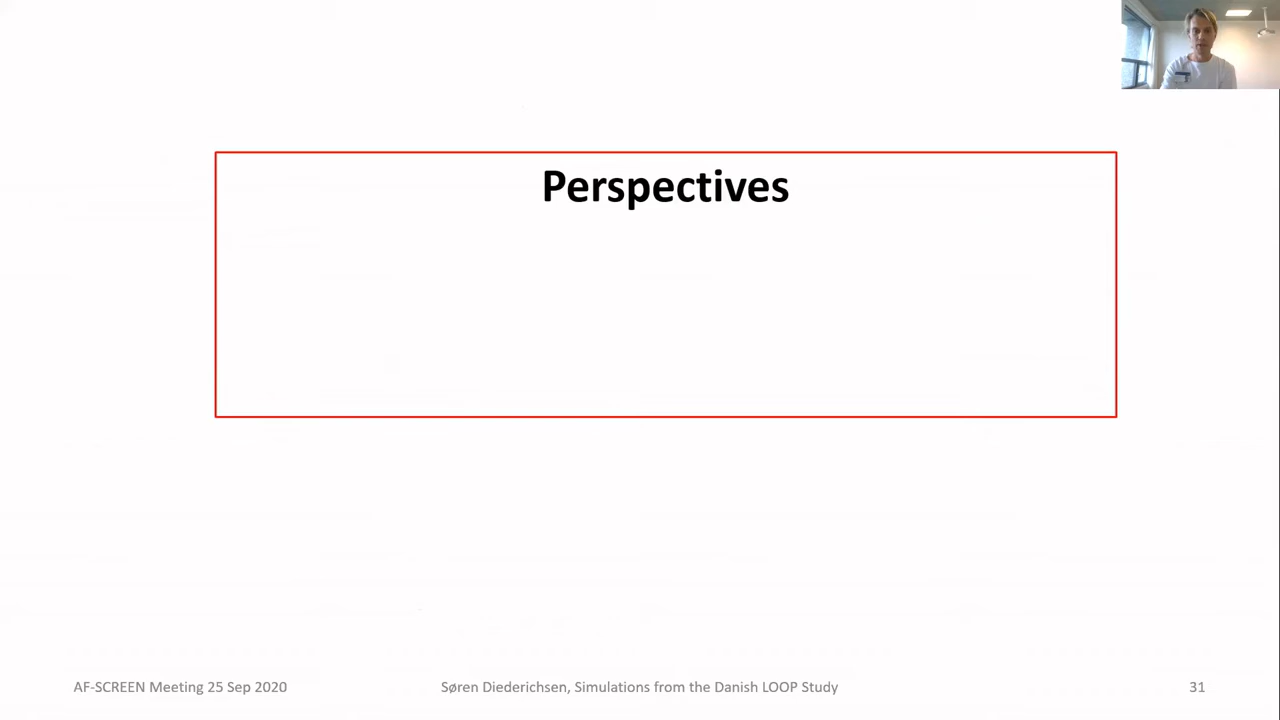 Perspectives
AF-SCREEN Meeting 25 Sep 2020
Søren Diederichsen, Simulations from the Danish LOOP Study
31